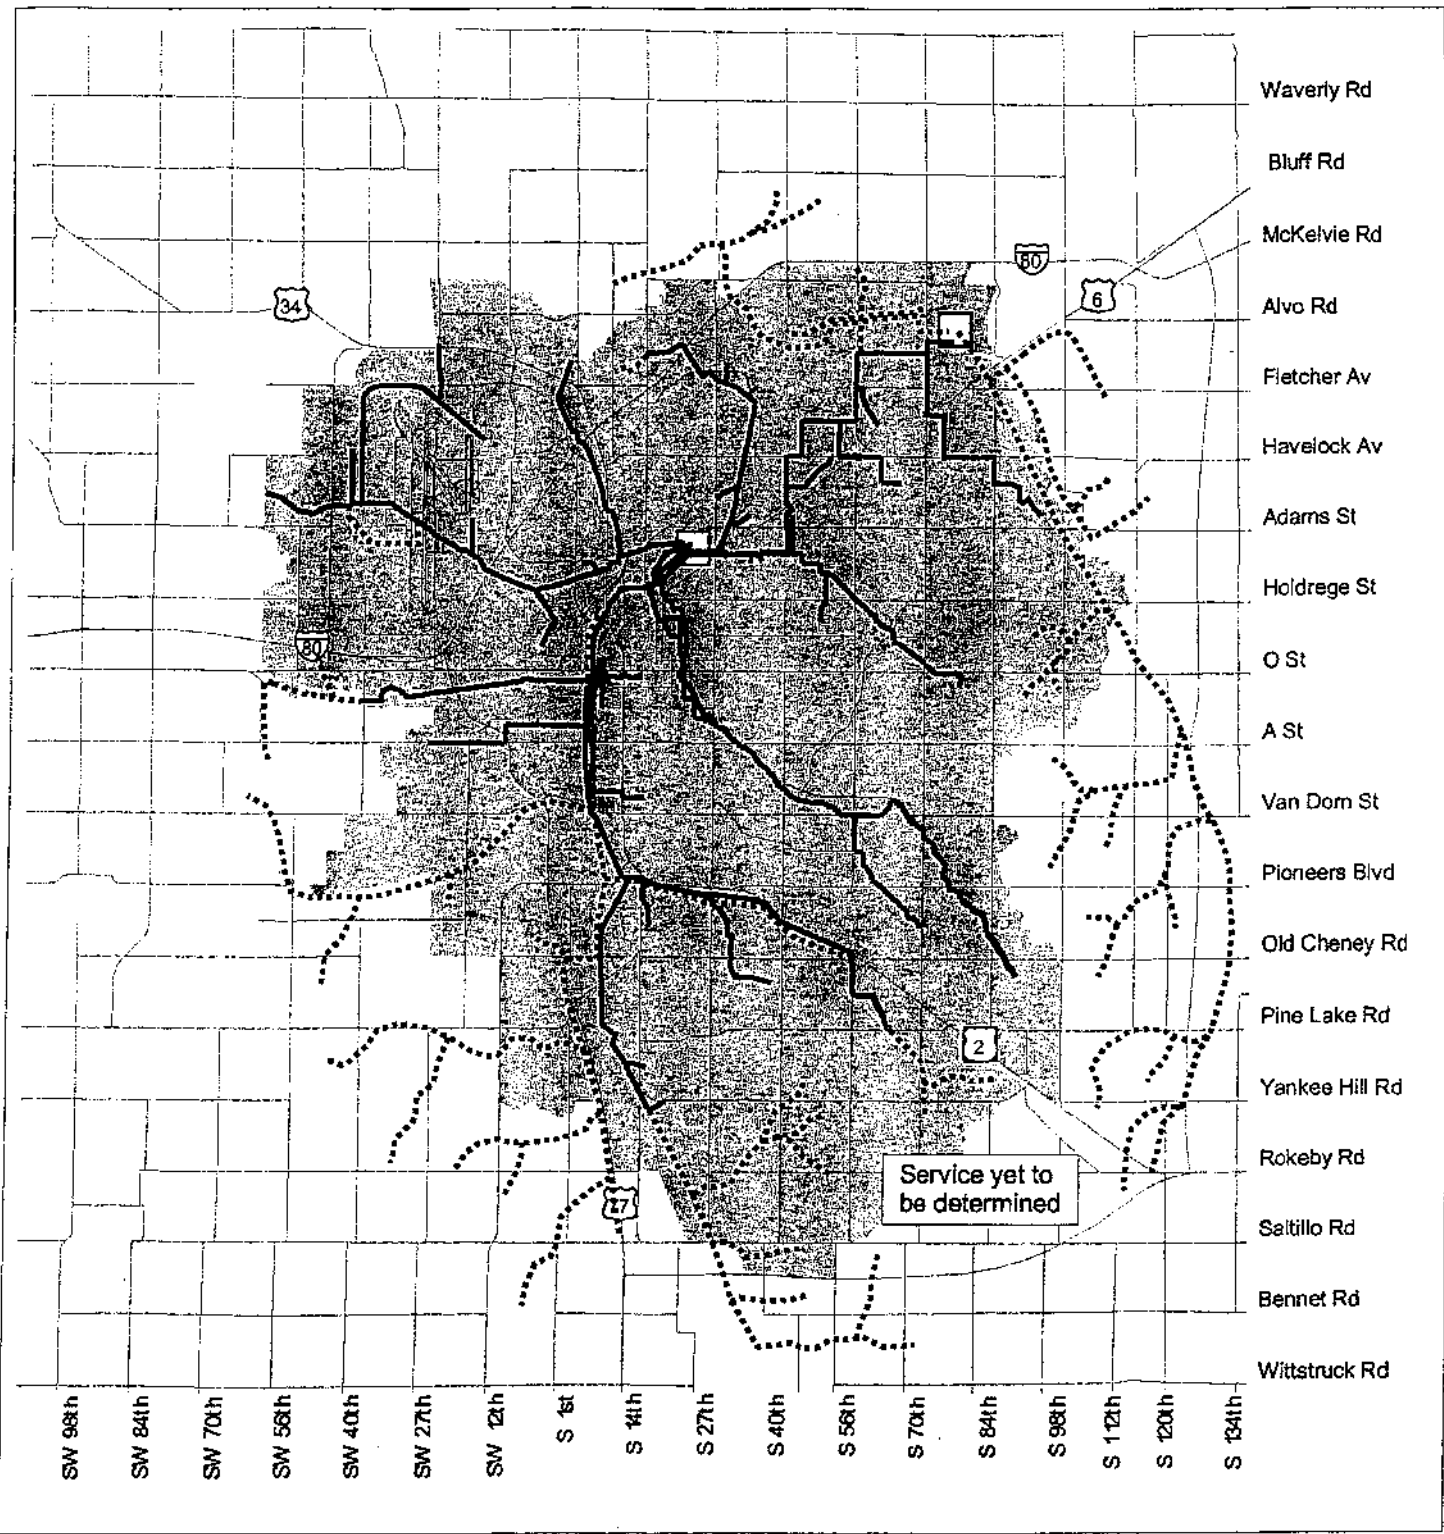 Waverly Rd
Bluff Rd
McKelvie Rd
80
6
34
Alvo Rd
Fletcher Av
Havelock Av
Adams St
Holdrege St
80
O St
A St
Van Dorn St
Pioneers Blvd
Old Cheney Rd
Pine Lake Rd
2
Yankee Hill Rd
Rokeby Rd
Service yet to
be determined
77
Saltillo Rd
Bennet Rd
Wittstruck Rd
SW 98th
SW 84th
SW 70th
SW 56th
SW 40th
SW 27th
SW 12th
S 1st
S 14th
S 27th
S 40th
S 56th
S 70th
S 84th
S 98th
S 112th
S 120th
S 134th